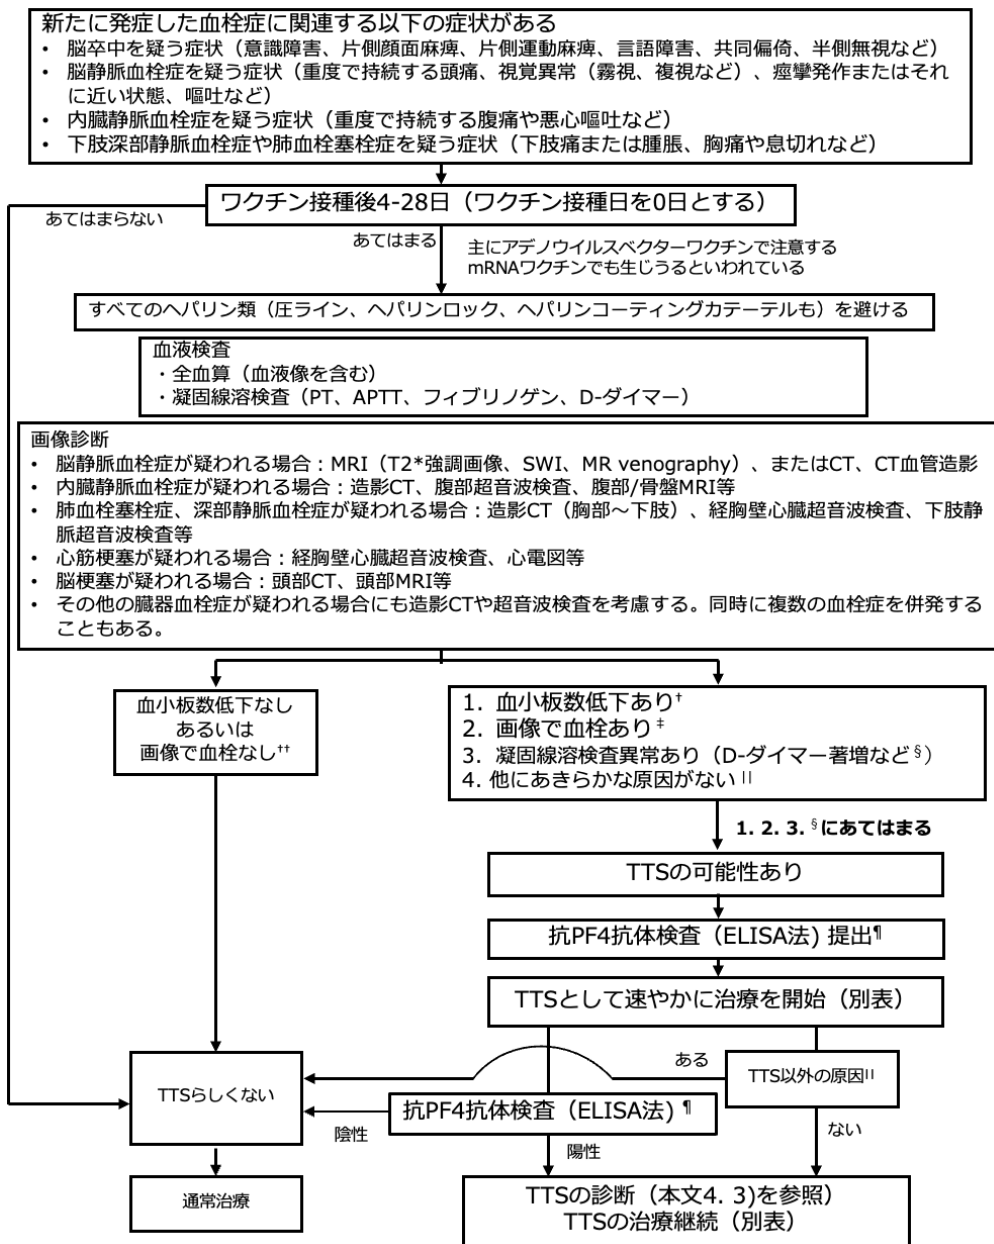 新たに発症した血栓症に関連する以下の症状がある
• 脳卒中を疑う症状（意識障害、片側顔面麻痺、片側運動麻痺、言語障害、共同偏倚、半側無視など）
• 脳静脈血栓症を疑う症状（重度で持続する頭痛、視覚異常（霧視、複視など）、痙攣発作またはそれ
に近い状態、嘔吐など）
• 内臓静脈血栓症を疑う症状（重度で持続する腹痛や悪心嘔吐など）
• 下肢深部静脈血栓症や肺血栓塞栓症を疑う症状（下肢痛または腫脹、胸痛や息切れなど）
ワクチン接種後4-28日（ワクチン接種日を0日とする）
あてはまらない
あてはまる
主にアデノウイルスベクターワクチンで注意する
mRNAワクチンでも生じうるといわれている
すべてのヘパリン類（圧ライン、ヘパリンロック、ヘパリンコーティングカテーテルも）を避ける
血液検査
・全血算（血液像を含む）
・凝固線溶検査（PT、APTT、フィブリノゲン、D-ダイマー）
画像診断
• 脳静脈血栓症が疑われる場合：MRI（T2*強調画像、SWI、MR venography）、またはCT、CT血管造影
• 内臓静脈血栓症が疑われる場合：造影CT、腹部超音波検査、腹部/骨盤MRI等
• 肺血栓塞栓症、深部静脈血栓症が疑われる場合：造影CT（胸部～下肢）、経胸壁心臓超音波検査、下肢静
脈超音波検査等
• 心筋梗塞が疑われる場合：経胸壁心臓超音波検査、心電図等
• 脳梗塞が疑われる場合：頭部CT、頭部MRI等
• その他の臓器血栓症が疑われる場合にも造影CTや超音波検査を考慮する。同時に複数の血栓症を併発する
こともある。
血小板数低下なし
あるいは
画像で血栓なし††
1. 血小板数低下あり†
2. 画像で血栓あり‡
3. 凝固線溶検査異常あり（D-ダイマー著増など§）
4. 他にあきらかな原因がない||
1. 2. 3. §にあてはまる
TTSの可能性あり
抗PF4抗体検査（ELISA法) 提出¶
TTSとして速やかに治療を開始（別表）
ある
TTS以外の原因||
TTSらしくない
抗PF4抗体検査（ELISA法) ¶
陰性
陽性
ない
通常治療
TTSの診断（本文4. 3)を参照）
TTSの治療継続（別表）